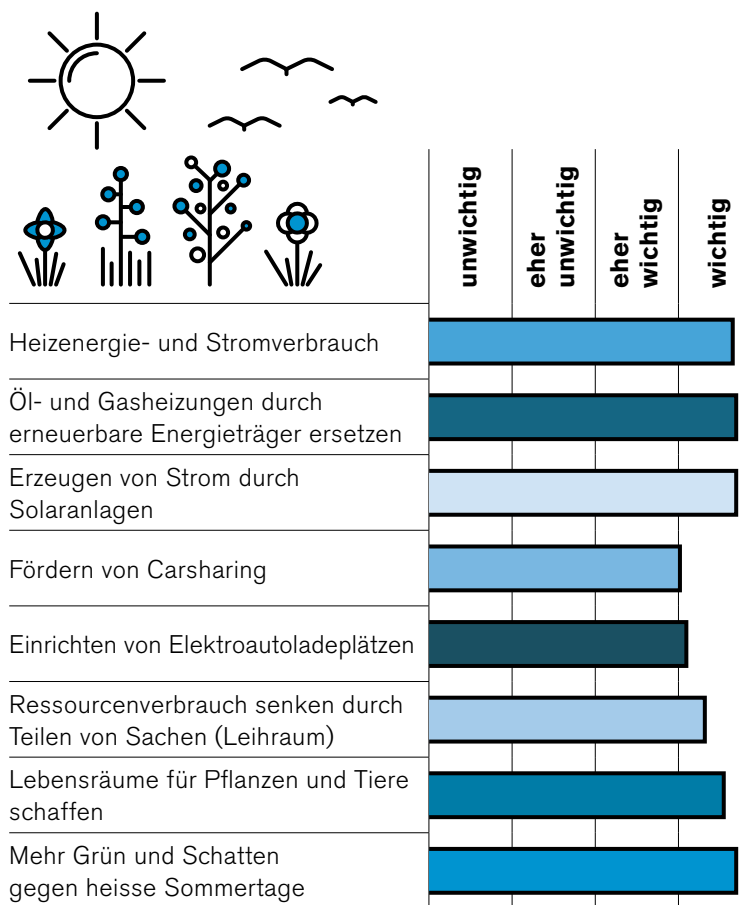 unwichtig
eher
unwichtig
eher
wichtig
wichtig
Heizenergie- und Stromverbrauch
Öl- und Gasheizungen durch
erneuerbare Energieträger ersetzen
Erzeugen von Strom durch
Solaranlagen
Fördern von Carsharing
Einrichten von Elektroautoladeplätzen
Ressourcenverbrauch senken durch
Teilen von Sachen (Leihraum)
Lebensräume für Pflanzen und Tiere
schaffen
Mehr Grün und Schatten
gegen heisse Sommertage